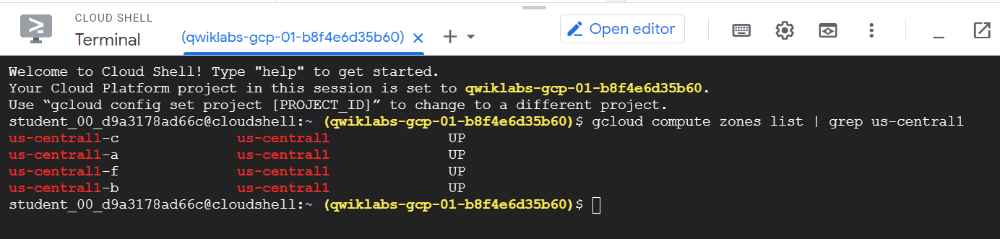 CLOUD SHELL
Terminal
(qwiklabs-gcp-01-b8f4e6d35b60)
Open editor
Welcome to Cloud Shell! Type "help" to get started.
Your Cloud Platform project in this session is set to qwiklabs-gcp-01-b8f4e6d35b60.
Use “gcloud config set project [PROJECT_ID]” to change to a different project.
student_00_d9a3178ad66c@cloudshell:~ (qwiklabs-gcp-01-b8f4e6d35b60)$ gcloud compute zones list | grep us-central1
us-central1-c us-central1 UP
us-central1-a us-central1 UP
us-central1-f us-central1 UP
us-central1-b us-central1 UP
student_00_d9a3178ad66c@cloudshell:~ (qwiklabs-gcp-01-b8f4e6d35b60)$